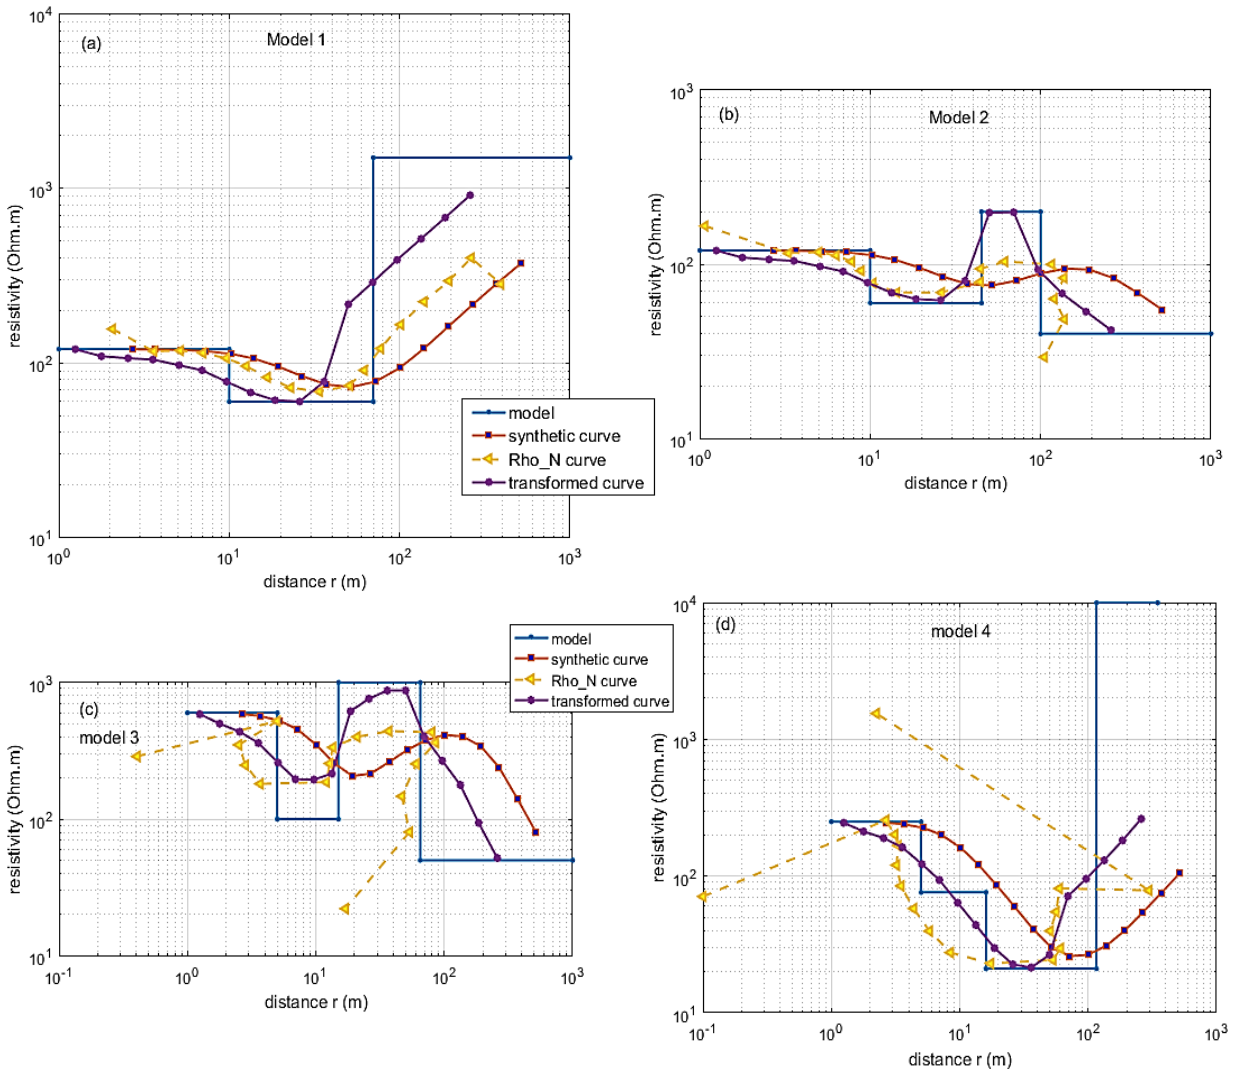 (a)
Model 1
10^4
10^3
10^2
10^1
resistivity (Ohm.m)
10^0
10^1
10^2
10^3
distance r (m)
model
synthetic curve
Rho_N curve
transformed curve
(b)
Model 2
10^3
10^2
10^1
resistivity (Ohm.m)
10^0
10^1
10^2
10^3
distance r (m)
(c)
model 3
10^3
10^2
10^1
resistivity (Ohm.m)
10^-1
10^0
10^1
10^2
10^3
distance r (m)
model
synthetic curve
Rho_N curve
transformed curve
(d)
model 4
10^4
10^3
10^2
10^1
resistivity (Ohm.m)
10^-1
10^0
10^1
10^2
10^3
distance r (m)